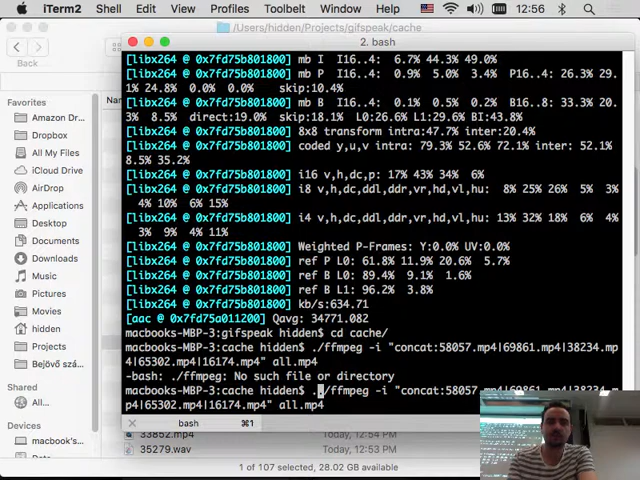 iTerm2 Shell Edit View Profiles Toolbelt Window Help 12:56
/Users/hidden/Projects/gifspeak/cache
Back
2. bash
Favorites
Amazon Dr...
Dropbox
All My Files
iCloud Drive
AirDrop
Applications
Desktop
Documents
Downloads
Music
Pictures
Movies
hidden
Projects
Bejövő szá...
Shared
All...
Devices
macbook's...
[libx264 @ 0x7fd75b801800] mb I I16..4: 6.7% 44.3% 49.0%
[libx264 @ 0x7fd75b801800] mb P I16..4: 0.9% 5.0% 3.4% P16..4: 26.3% 29.
1% 24.8% 0.0% 0.0% skip:10.4%
[libx264 @ 0x7fd75b801800] mb B I16..4: 0.1% 0.5% 0.2% B16..8: 33.3% 20.
3% 8.5% direct:19.0% skip:18.1% L0:26.6% L1:29.6% BI:43.8%
[libx264 @ 0x7fd75b801800] 8x8 transform intra:47.7% inter:20.4%
[libx264 @ 0x7fd75b801800] coded y,u,v intra: 79.3% 52.6% 72.1% inter: 52.1%
8.5% 35.2%
[libx264 @ 0x7fd75b801800] i16 v,h,dc,p: 17% 43% 34% 6%
[libx264 @ 0x7fd75b801800] i8 v,h,dc,ddl,ddr,vr,hd,vl,hu: 8% 25% 26% 5% 3%
4% 10% 6% 15%
[libx264 @ 0x7fd75b801800] i4 v,h,dc,ddl,ddr,vr,hd,vl,hu: 13% 32% 18% 6% 4%
3% 9% 4% 11%
[libx264 @ 0x7fd75b801800] Weighted P-Frames: Y:0.0% UV:0.0%
[libx264 @ 0x7fd75b801800] ref P L0: 61.8% 11.9% 20.6% 5.7%
[libx264 @ 0x7fd75b801800] ref B L0: 89.4% 9.1% 1.6%
[libx264 @ 0x7fd75b801800] ref B L1: 96.2% 3.8%
[libx264 @ 0x7fd75b801800] kb/s:634.71
[aac @ 0x7fd75a011200] Qavg: 34771.082
macbooks-MBP-3:gifspeak hidden$ cd cache/
macbooks-MBP-3:cache hidden$ ./ffmpeg -i "concat:58057.mp4|69861.mp4|38234.m
p4|65302.mp4|16174.mp4" all.mp4
-bash: ./ffmpeg: No such file or directory
macbooks-MBP-3:cache hidden$ ../ffmpeg -i "concat:58057.mp4|69861.mp4|38234.m
p4|65302.mp4|16174.mp4" all.mp4
bash ⌘1
33852.mp4 Today, 12:54 PM
35279.wav Today, 12:53 PM
1 of 107 selected, 28.02 GB available